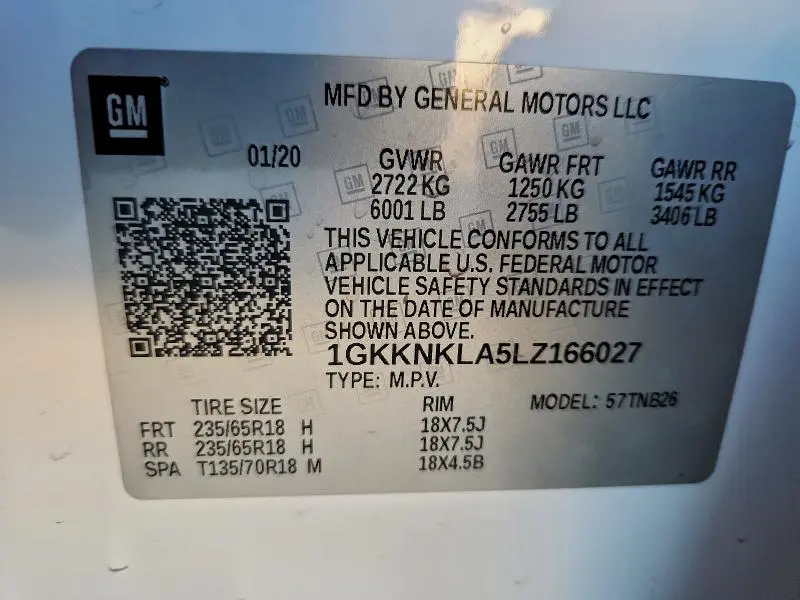 GM
MFD BY GENERAL MOTORS LLC
01/20 GVWR GAWR FRT GAWR RR
2722 KG 1250 KG 1545 KG
6001 LB 2755 LB 3406 LB
THIS VEHICLE CONFORMS TO ALL
APPLICABLE U.S. FEDERAL MOTOR
VEHICLE SAFETY STANDARDS IN EFFECT
ON THE DATE OF MANUFACTURE
SHOWN ABOVE.
1GKKNKLA5LZ166027
TYPE: M.P.V.
TIRE SIZE RIM MODEL: 57TNB26
FRT 235/65R18 H 18X7.5J
RR 235/65R18 H 18X7.5J
SPA T135/70R18 M 18X4.5B